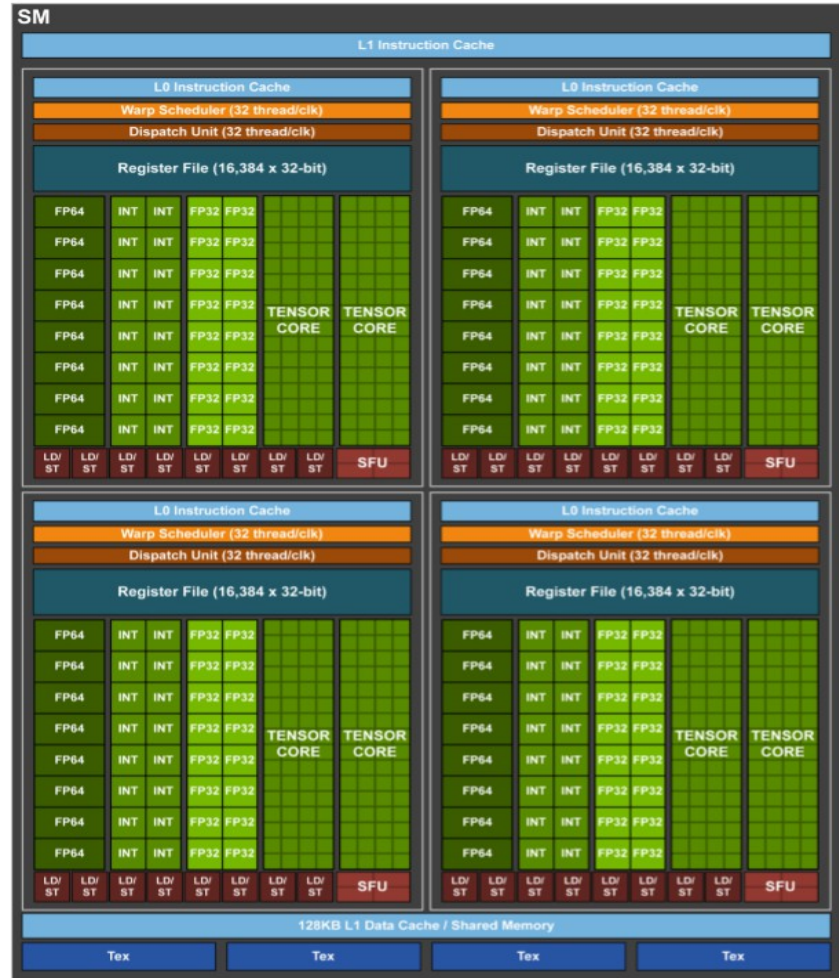 SM
L1 Instruction Cache
L0 Instruction Cache
Warp Scheduler (32 thread/clk)
Dispatch Unit (32 thread/clk)
Register File (16,384 x 32-bit)
FP64 INT INT FP32 FP32
FP64 INT INT FP32 FP32
FP64 INT INT FP32 FP32
FP64 INT INT FP32 FP32
FP64 INT INT FP32 FP32
FP64 INT INT FP32 FP32
FP64 INT INT FP32 FP32
FP64 INT INT FP32 FP32
TENSOR CORE
TENSOR CORE
LD/ST LD/ST LD/ST LD/ST LD/ST LD/ST LD/ST LD/ST SFU
L0 Instruction Cache
Warp Scheduler (32 thread/clk)
Dispatch Unit (32 thread/clk)
Register File (16,384 x 32-bit)
FP64 INT INT FP32 FP32
FP64 INT INT FP32 FP32
FP64 INT INT FP32 FP32
FP64 INT INT FP32 FP32
FP64 INT INT FP32 FP32
FP64 INT INT FP32 FP32
FP64 INT INT FP32 FP32
FP64 INT INT FP32 FP32
TENSOR CORE
TENSOR CORE
LD/ST LD/ST LD/ST LD/ST LD/ST LD/ST LD/ST LD/ST SFU
L0 Instruction Cache
Warp Scheduler (32 thread/clk)
Dispatch Unit (32 thread/clk)
Register File (16,384 x 32-bit)
FP64 INT INT FP32 FP32
FP64 INT INT FP32 FP32
FP64 INT INT FP32 FP32
FP64 INT INT FP32 FP32
FP64 INT INT FP32 FP32
FP64 INT INT FP32 FP32
FP64 INT INT FP32 FP32
FP64 INT INT FP32 FP32
TENSOR CORE
TENSOR CORE
LD/ST LD/ST LD/ST LD/ST LD/ST LD/ST LD/ST LD/ST SFU
L0 Instruction Cache
Warp Scheduler (32 thread/clk)
Dispatch Unit (32 thread/clk)
Register File (16,384 x 32-bit)
FP64 INT INT FP32 FP32
FP64 INT INT FP32 FP32
FP64 INT INT FP32 FP32
FP64 INT INT FP32 FP32
FP64 INT INT FP32 FP32
FP64 INT INT FP32 FP32
FP64 INT INT FP32 FP32
FP64 INT INT FP32 FP32
TENSOR CORE
TENSOR CORE
LD/ST LD/ST LD/ST LD/ST LD/ST LD/ST LD/ST LD/ST SFU
128KB L1 Data Cache / Shared Memory
Tex Tex Tex Tex